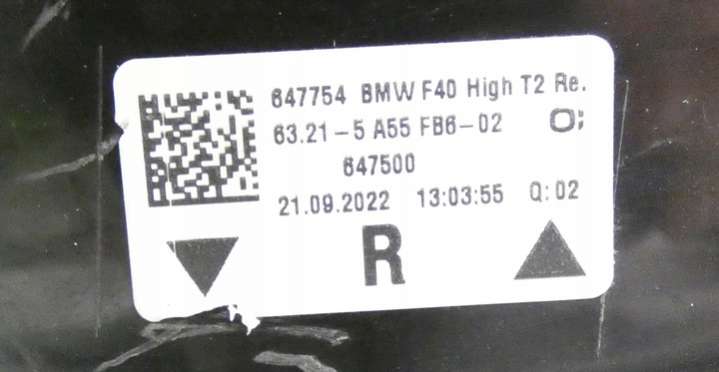 647754 BMW F40 High T2 Re.
63.21-5 A55 FB6-02 O;
647500
21.09.2022 13:03:55 Q: 02
R